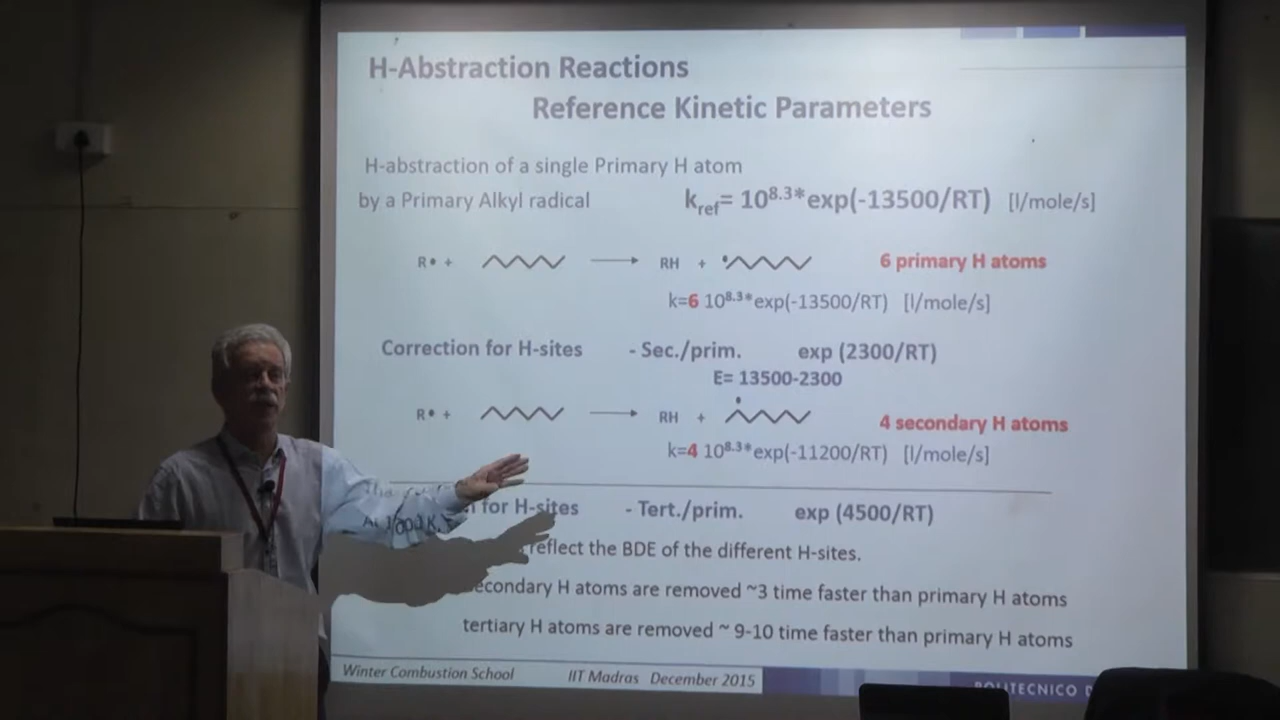 H-Abstraction Reactions
Reference Kinetic Parameters
H-abstraction of a single Primary H atom
by a Primary Alkyl radical k_ref= 10^8.3*exp(-13500/RT) [l/mole/s]
R• + RH + 6 primary H atoms
k=6 10^8.3*exp(-13500/RT) [l/mole/s]
Correction for H-sites - Sec./prim. exp (2300/RT)
E= 13500-2300
R• + RH + 4 secondary H atoms
k=4 10^8.3*exp(-11200/RT) [l/mole/s]
for H-sites - Tert./prim. exp (4500/RT)
At 1000 K
reflect the BDE of the different H-sites.
econdary H atoms are removed ~3 time faster than primary H atoms
tertiary H atoms are removed ~ 9-10 time faster than primary H atoms
Winter Combustion School IIT Madras December 2015
POLITECNICO D